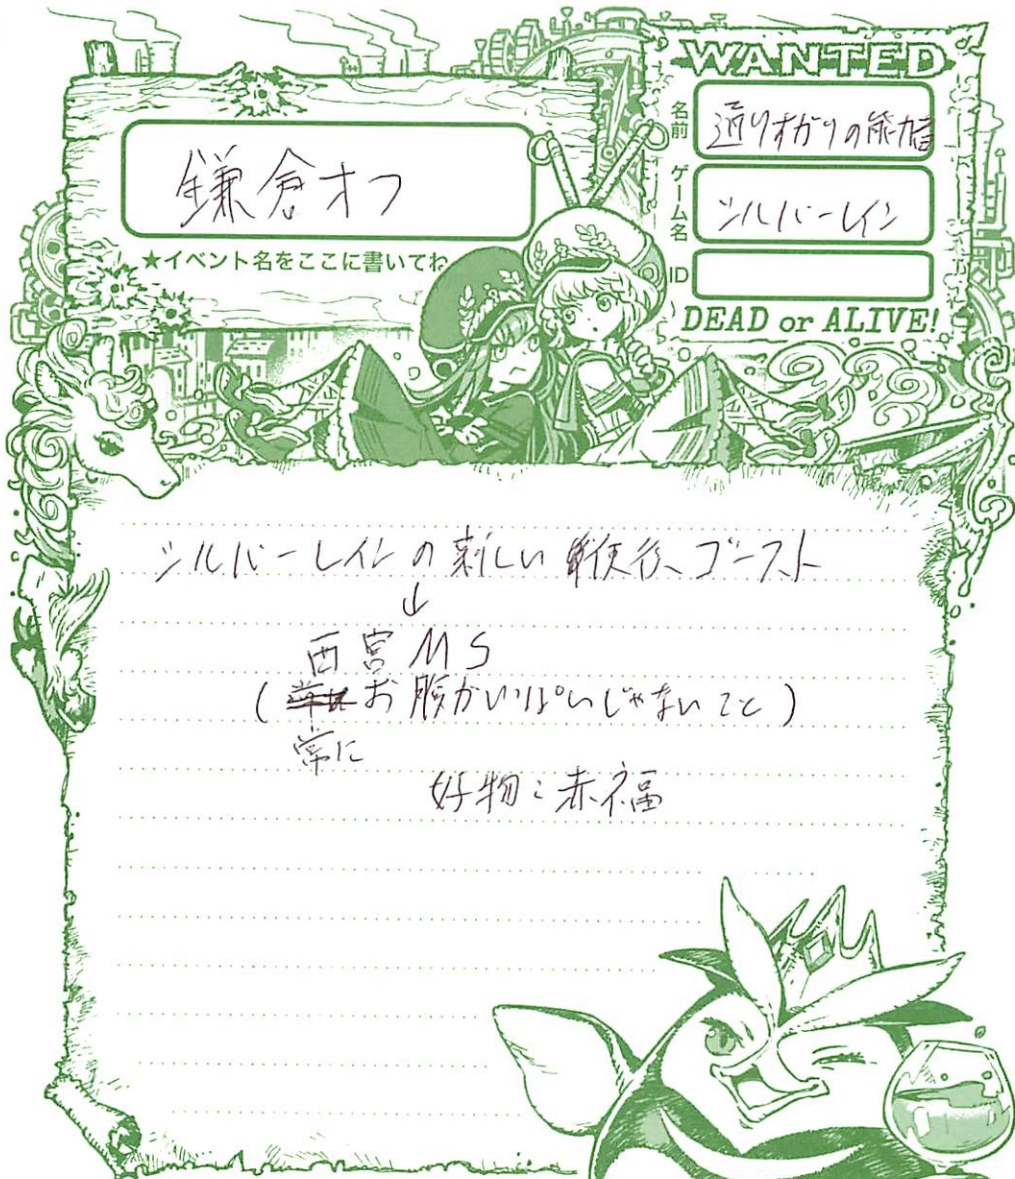 鎌倉オフ
★イベント名をここに書いてね
WANTED
名前
通りすがりの能力者
ゲーム名
シルバーレイン
ID
DEAD or ALIVE!
シルバーレインの新しい 使役ゴースト
↓
西宮MS
(お腹がいっぱいじゃないこと)
常に
好物:赤福